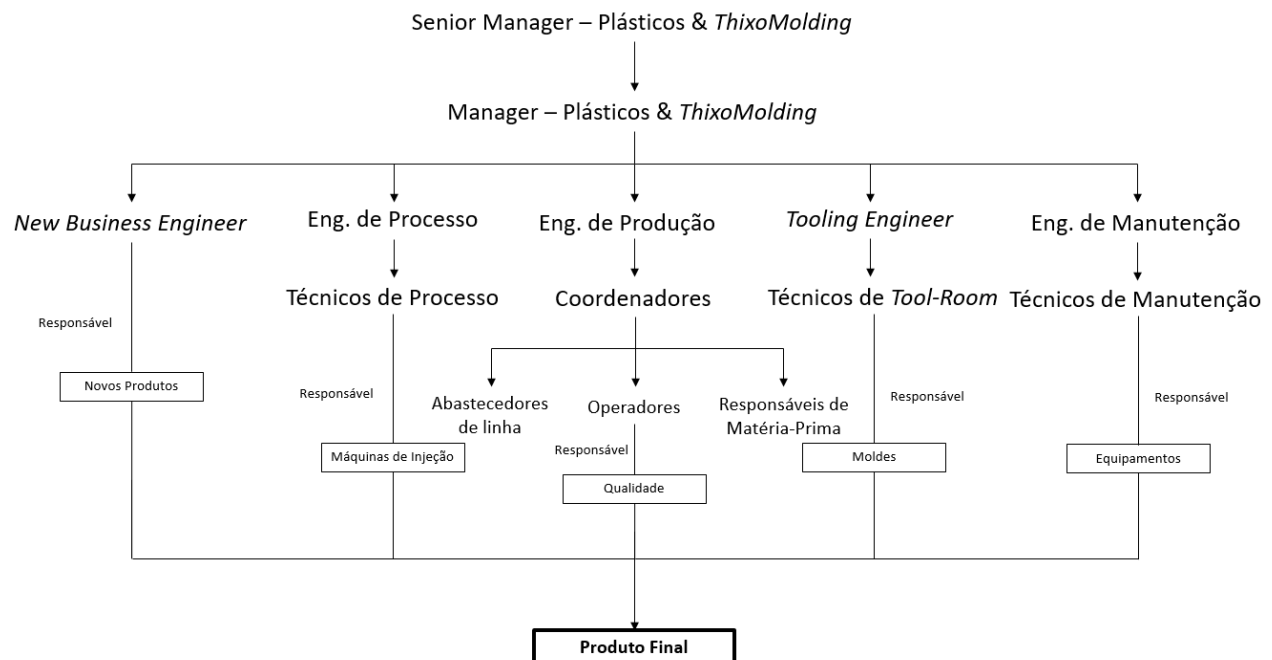 Senior Manager – Plásticos & ThixoMolding
Manager – Plásticos & ThixoMolding
New Business Engineer
Eng. de Processo
Eng. de Produção
Tooling Engineer
Eng. de Manutenção
Técnicos de Processo
Coordenadores
Técnicos de Tool-Room
Técnicos de Manutenção
Responsável
Novos Produtos
Responsável
Abastecedores
de linha
Operadores
Responsáveis de
Matéria-Prima
Responsável
Responsável
Responsável
Máquinas de Injeção
Qualidade
Moldes
Equipamentos
Produto Final